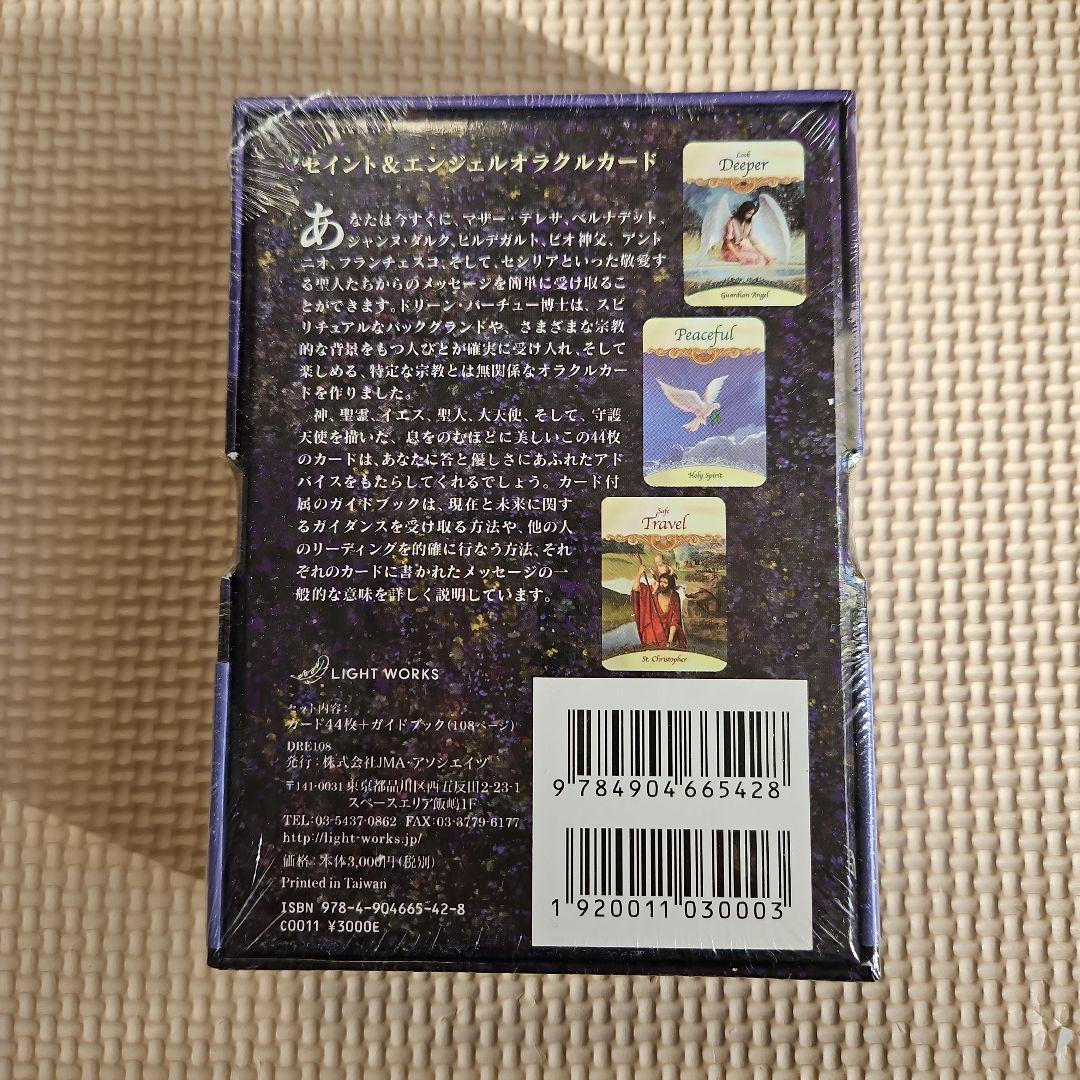 セイント＆エンジェルオラクルカード
あなたは今すぐに、マザー・テレサ、ベルナデット、
ジャンヌ・ダルク、ヒルデガルト、ピオ神父、アント
ニオ、フランチェスコ、そして、セシリアといった敬愛す
る聖人たちからのメッセージを簡単に受け取るこ
とができます。ドリーン・バーチュー博士は、スピ
リチュアルなバックグランドや、さまざまな宗教
的な背景をもつ人びとが確実に受け入れ、そして
楽しめる、特定な宗教とは無関係なオラクルカー
ドを作りました。
神、聖霊、イエス、聖人、大天使、そして、守護
天使を描いた、息をのむほどに美しいこの44枚
のカードは、あなたに答と優しさにあふれたアド
バイスをもたらしてくれるでしょう。カード付
属のガイドブックは、現在と未来に関す
るガイダンスを受け取る方法や、他の人
のリーディングを的確に行なう方法、それ
ぞれのカードに書かれたメッセージの一
般的な意味を詳しく説明しています。
Look
Deeper
Guardian Angel
Peaceful
Holy Spirit
Safe
Travel
St. Christopher
LIGHT WORKS
セット内容：
カード44枚＋ガイドブック(108ページ)
DRE108
発行：株式会社JMA・アソシエイツ
〒141-0031 東京都品川区西五反田2-23-1
スペースエリア飯嶋1F
TEL:03-5437-0862 FAX:03-3779-6177
http://light-works.jp/
価格：本体3,000円(税別)
Printed in Taiwan
ISBN 978-4-904665-42-8
C0011 ¥3000E
9 784904 665428
1 920011 030003